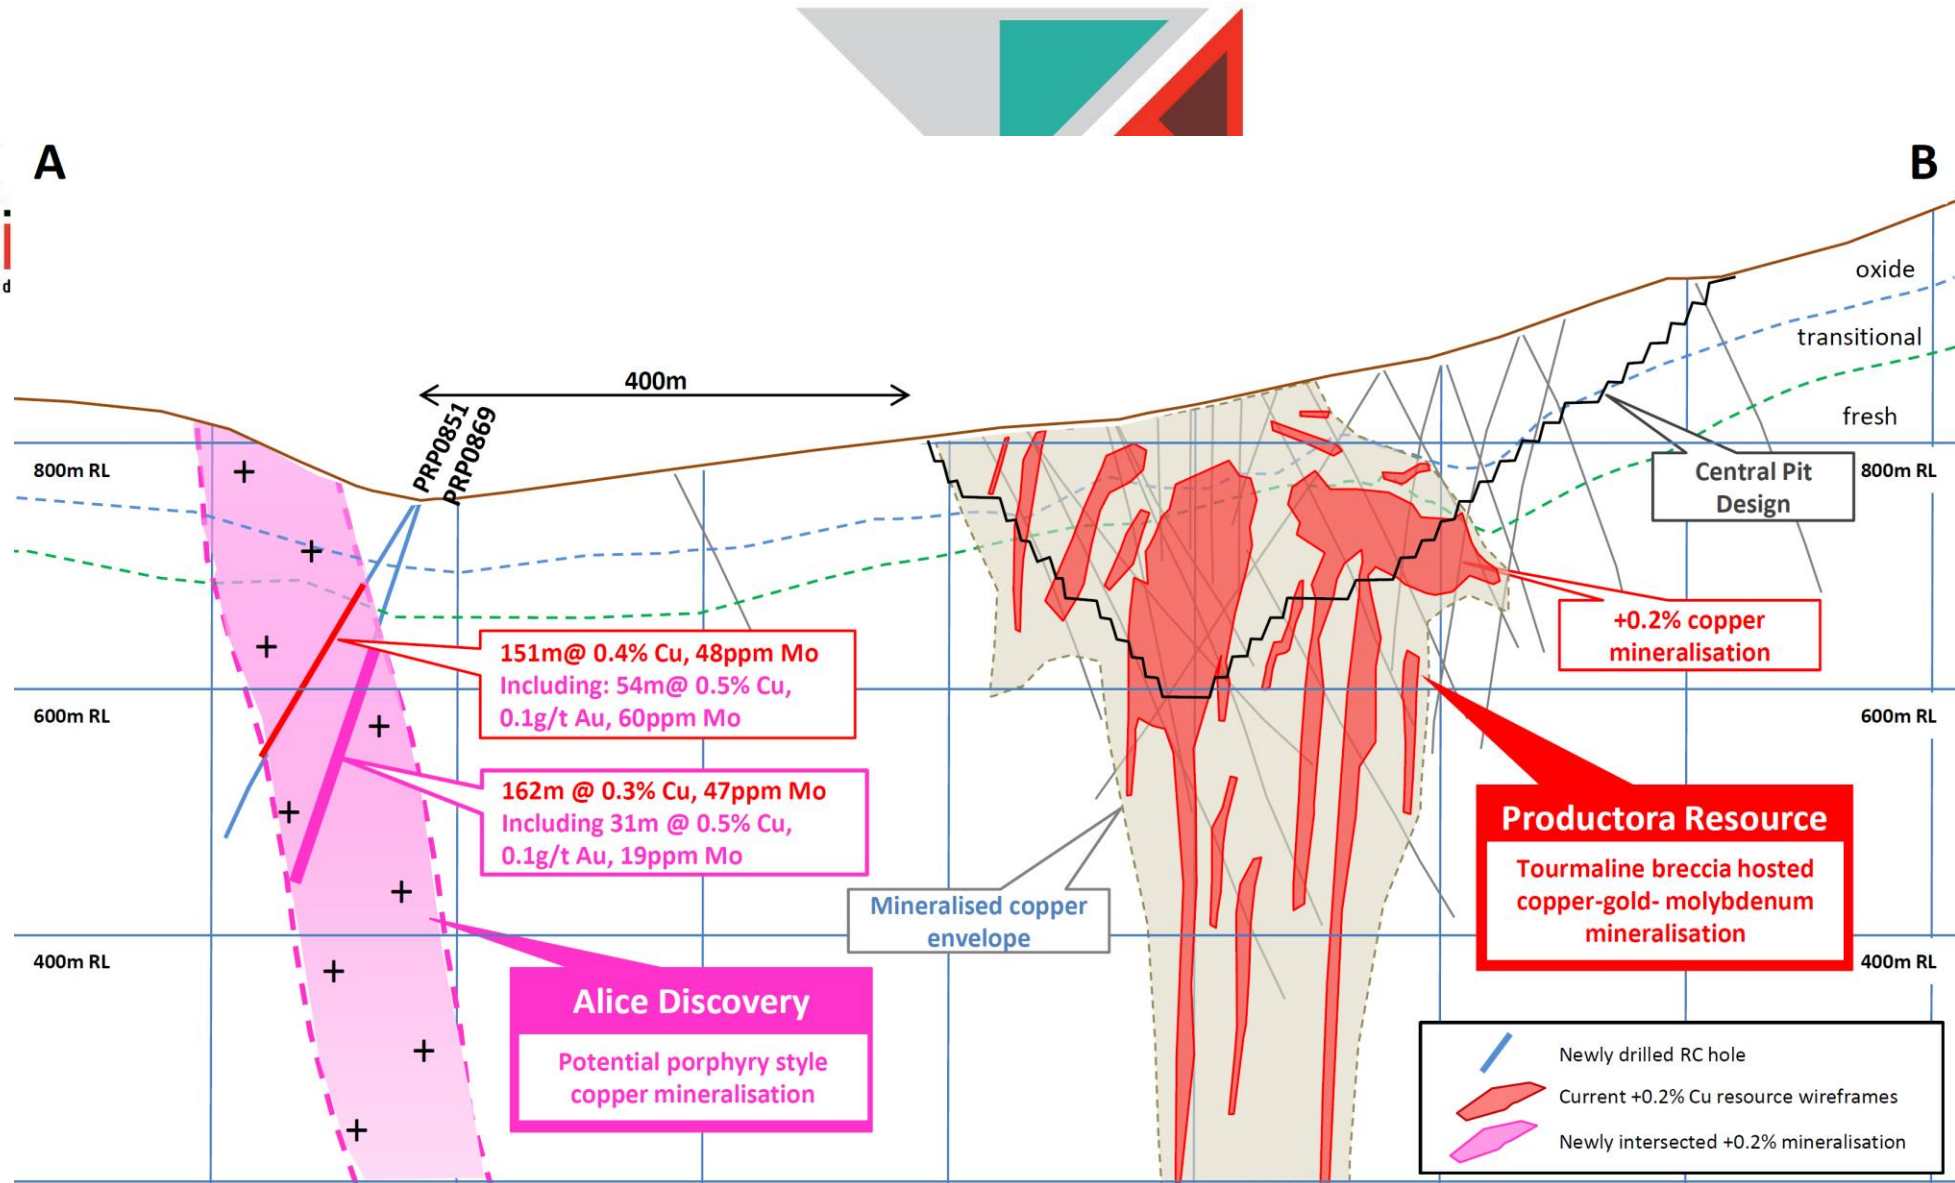 A
B
d
oxide
transitional
fresh
400m
PRP0851
PRP0869
800m RL
800m RL
Central Pit
Design
+0.2% copper
mineralisation
151m@ 0.4% Cu, 48ppm Mo
Including: 54m@ 0.5% Cu,
0.1g/t Au, 60ppm Mo
600m RL
600m RL
162m @ 0.3% Cu, 47ppm Mo
Including 31m @ 0.5% Cu,
0.1g/t Au, 19ppm Mo
Productora Resource
Tourmaline breccia hosted
copper-gold- molybdenum
mineralisation
Mineralised copper
envelope
400m RL
400m RL
Alice Discovery
Potential porphyry style
copper mineralisation
Newly drilled RC hole
Current +0.2% Cu resource wireframes
Newly intersected +0.2% mineralisation